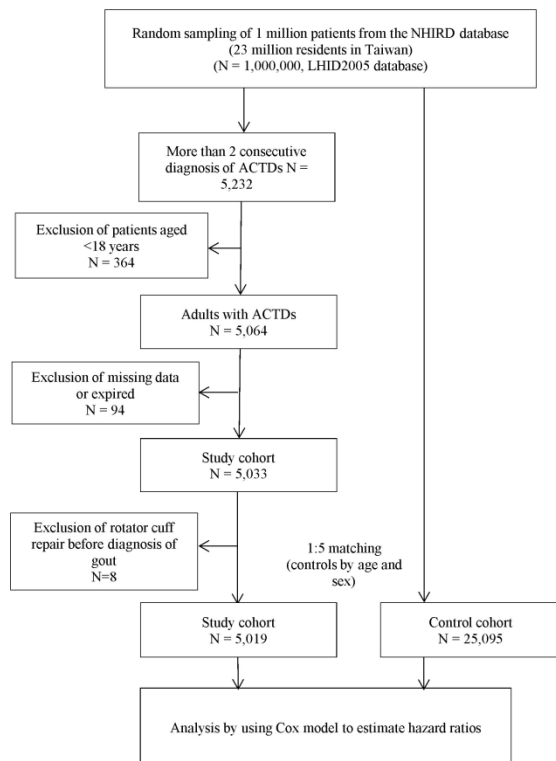 Random sampling of 1 million patients from the NHIRD database
(23 million residents in Taiwan)
(N = 1,000,000, LHID2005 database)
More than 2 consecutive
diagnosis of ACTDs N =
5,232
Exclusion of patients aged
<18 years
N = 364
Adults with ACTDs
N = 5,064
Exclusion of missing data
or expired
N = 94
Study cohort
N = 5,033
Exclusion of rotator cuff
repair before diagnosis of
gout
N=8
1:5 matching
(controls by age and
sex)
Study cohort
N = 5,019
Control cohort
N = 25,095
Analysis by using Cox model to estimate hazard ratios